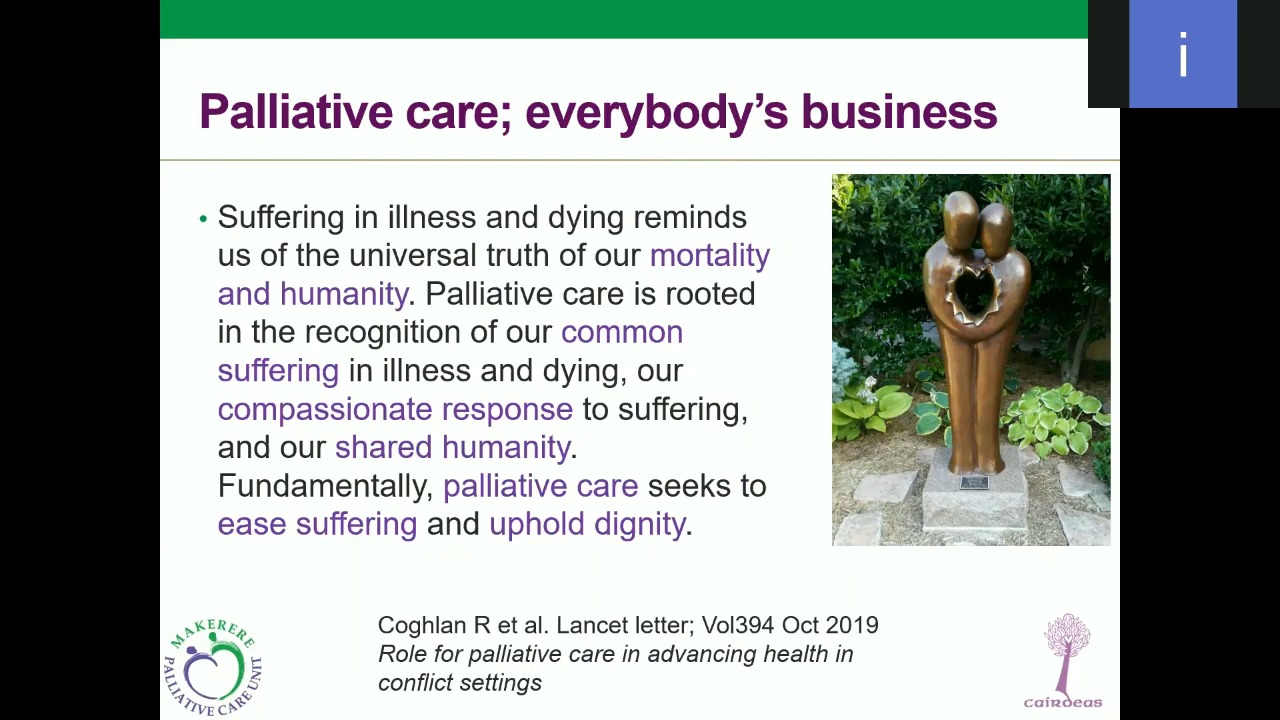 i
Palliative care; everybody’s business
• Suffering in illness and dying reminds
us of the universal truth of our mortality
and humanity. Palliative care is rooted
in the recognition of our common
suffering in illness and dying, our
compassionate response to suffering,
and our shared humanity.
Fundamentally, palliative care seeks to
ease suffering and uphold dignity.
Coghlan R et al. Lancet letter; Vol394 Oct 2019
Role for palliative care in advancing health in
conflict settings
MAKERERE
PALLIATIVE CARE UNIT
cairdeas